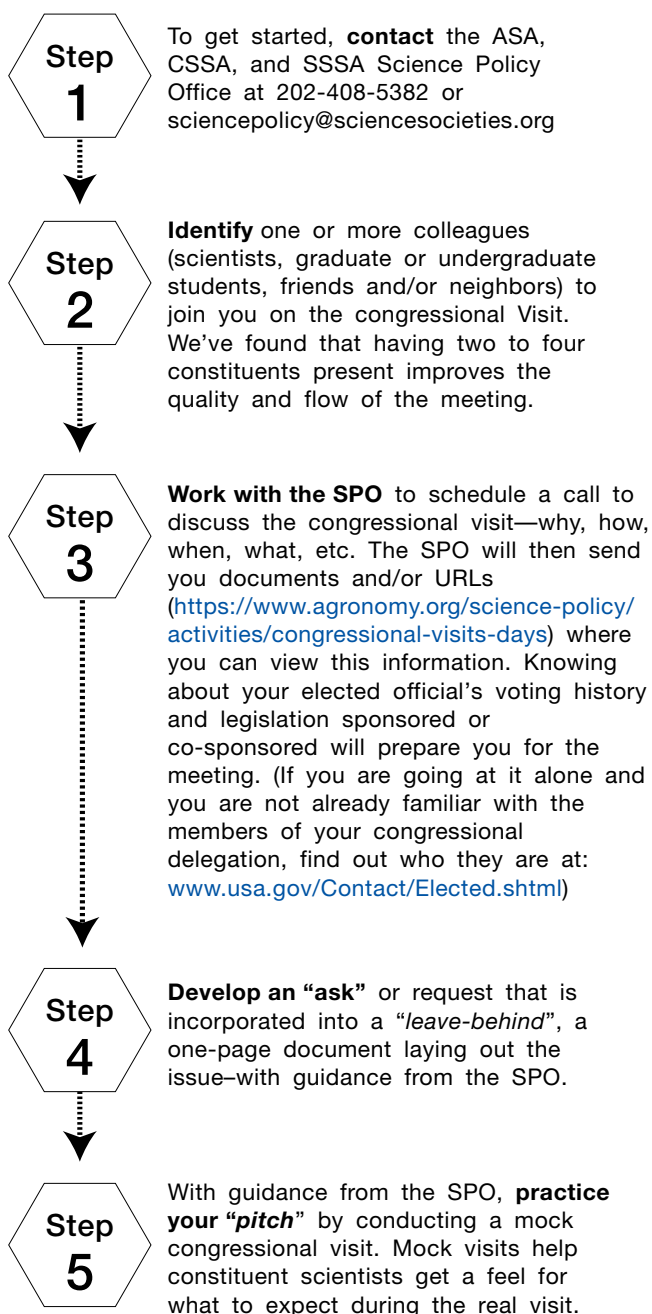 Step
1
To get started, contact the ASA,
CSSA, and SSSA Science Policy
Office at 202-408-5382 or
sciencepolicy@sciencesocieties.org
Step
2
Identify one or more colleagues
(scientists, graduate or undergraduate
students, friends and/or neighbors) to
join you on the congressional Visit.
We've found that having two to four
constituents present improves the
quality and flow of the meeting.
Step
3
Work with the SPO to schedule a call to
discuss the congressional visit—why, how,
when, what, etc. The SPO will then send
you documents and/or URLs
(https://www.agronomy.org/science-policy/
activities/congressional-visits-days) where
you can view this information. Knowing
about your elected official's voting history
and legislation sponsored or
co-sponsored will prepare you for the
meeting. (If you are going at it alone and
you are not already familiar with the
members of your congressional
delegation, find out who they are at:
www.usa.gov/Contact/Elected.shtml)
Step
4
Develop an “ask” or request that is
incorporated into a “leave-behind”, a
one-page document laying out the
issue–with guidance from the SPO.
Step
5
With guidance from the SPO, practice
your “pitch” by conducting a mock
congressional visit. Mock visits help
constituent scientists get a feel for
what to expect during the real visit.